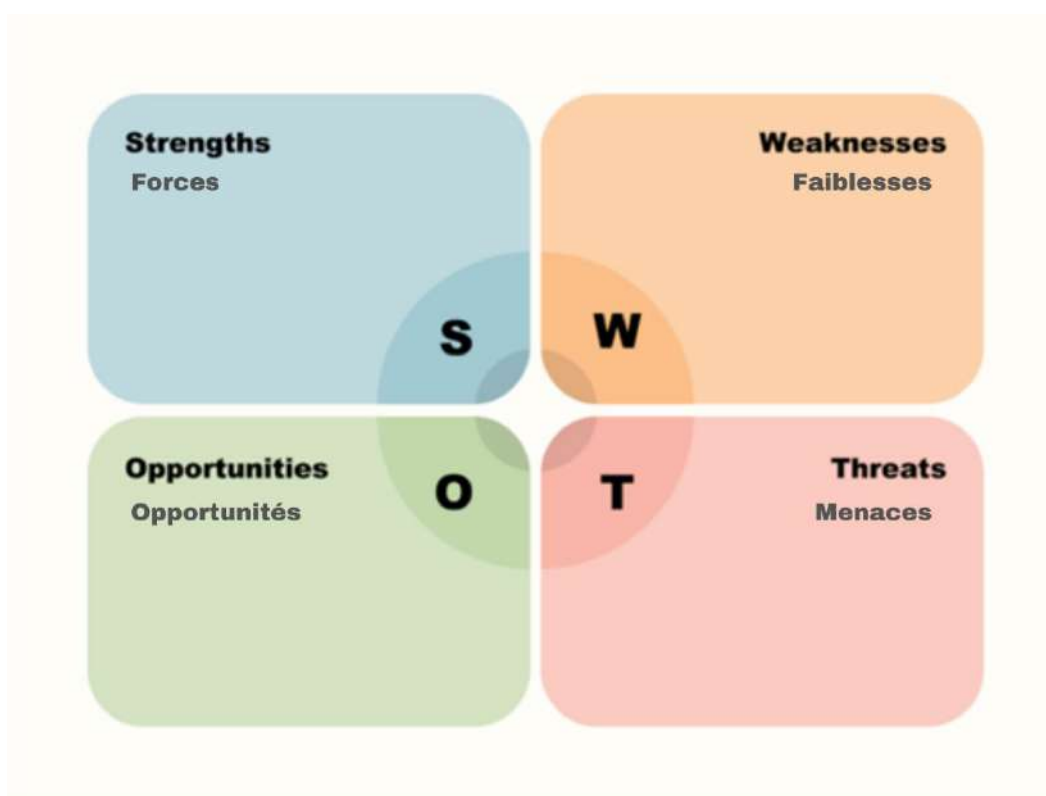 Strengths
Forces
S
Weaknesses
Faiblesses
W
Opportunities
Opportunités
O
Threats
Menaces
T